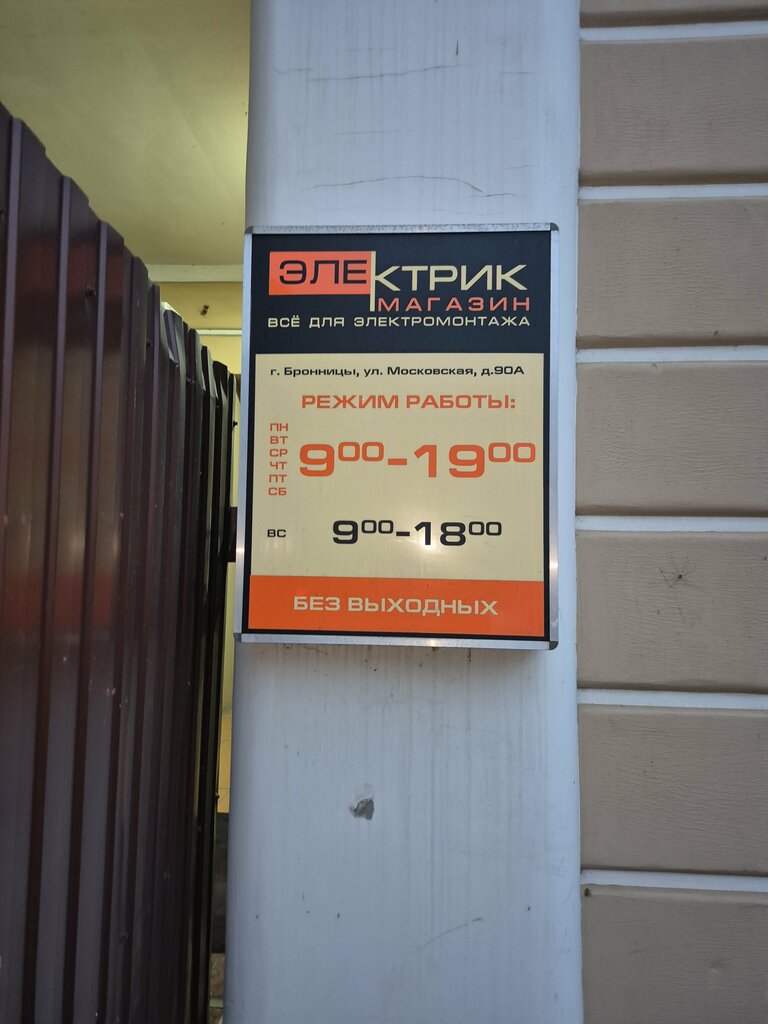 ЭЛЕКТРИК
МАГАЗИН
ВСЁ ДЛЯ ЭЛЕКТРОМОНТАЖА
г. Бронницы, ул. Московская, д.90А
РЕЖИМ РАБОТЫ:
ПН
ВТ
СР
ЧТ
ПТ
СБ
9⁰⁰-19⁰⁰
ВС 9⁰⁰-18⁰⁰
БЕЗ ВЫХОДНЫХ